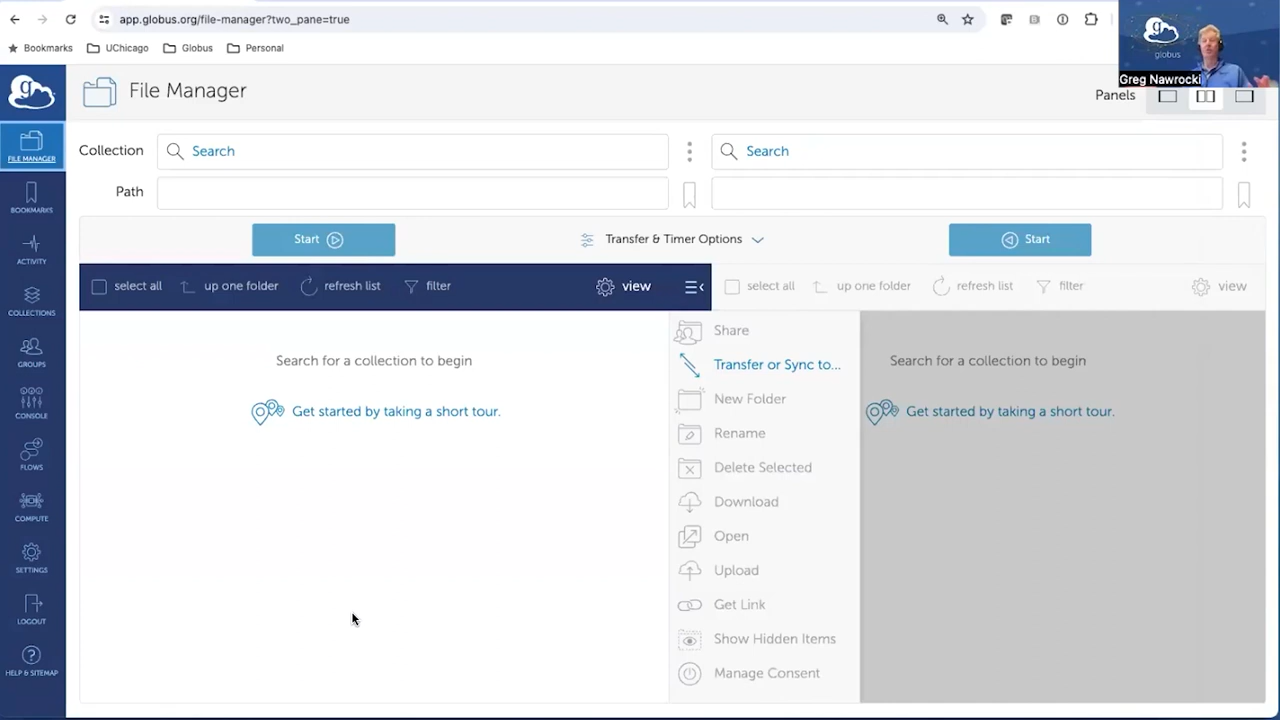 app.globus.org/file-manager?two_pane=true
Bookmarks UChicago Globus Personal
globus
Greg Nawrocki
g
File Manager
Panels
FILE MANAGER
BOOKMARKS
ACTIVITY
COLLECTIONS
GROUPS
CONSOLE
FLOWS
COMPUTE
SETTINGS
LOGOUT
HELP & SITEMAP
Collection Search Search
Path
Start Transfer & Timer Options Start
select all up one folder refresh list filter view select all up one folder refresh list filter view
Search for a collection to begin
Get started by taking a short tour.
Share
Transfer or Sync to...
New Folder
Rename
Delete Selected
Download
Open
Upload
Get Link
Show Hidden Items
Manage Consent
Search for a collection to begin
Get started by taking a short tour.